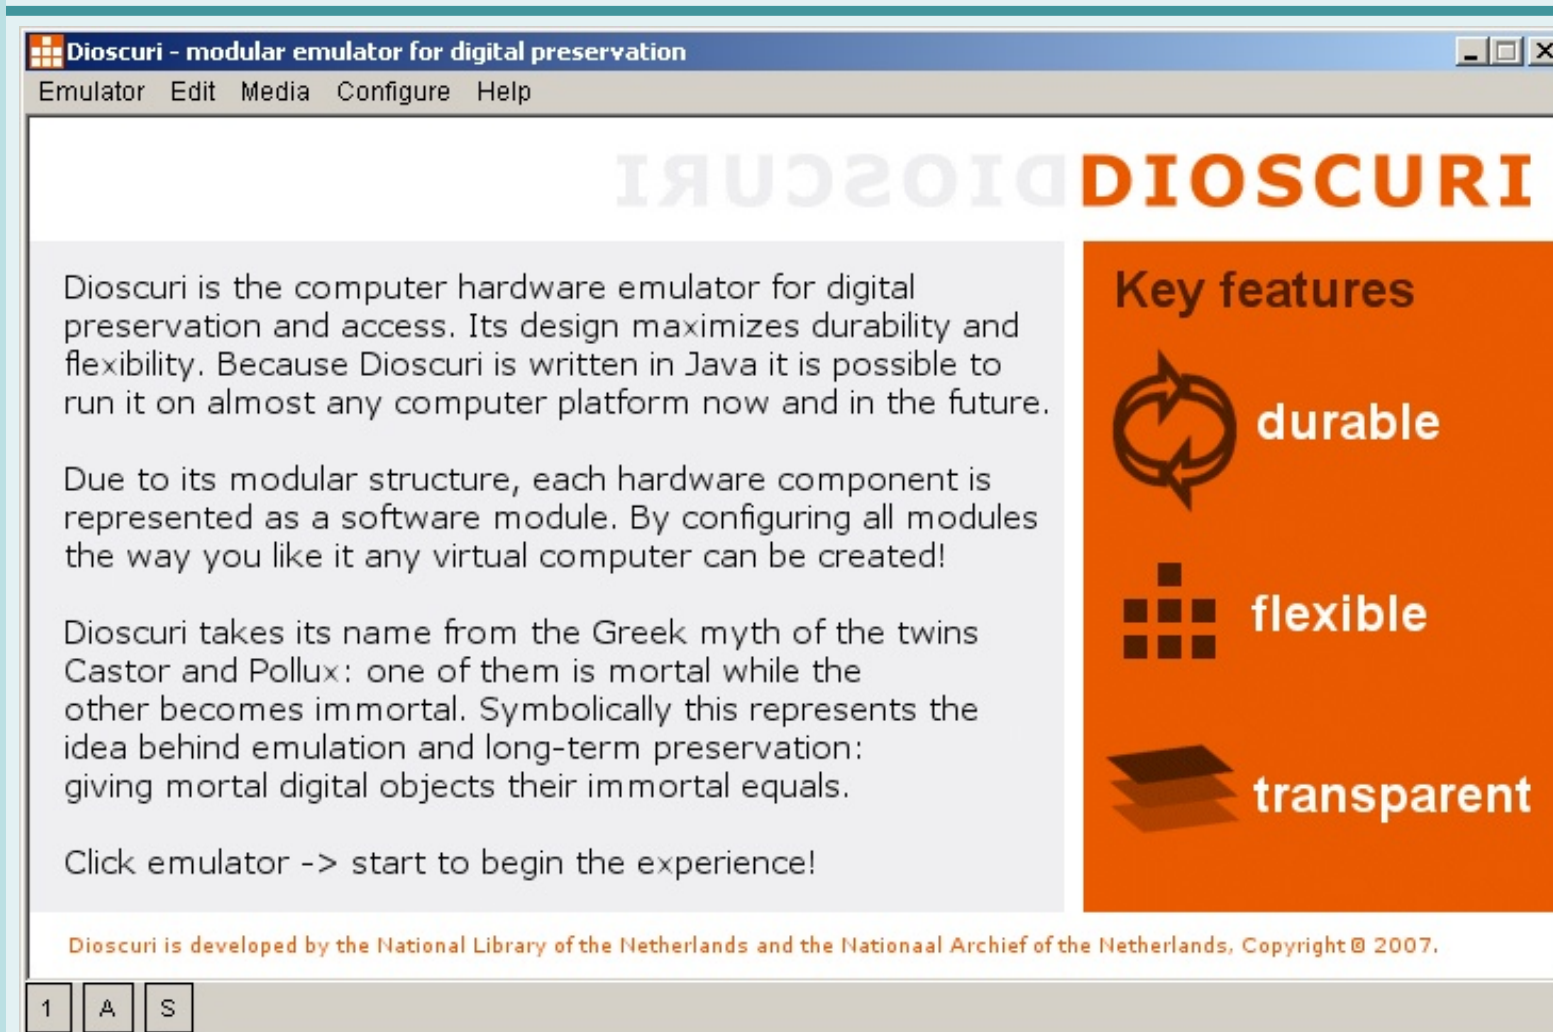 Dioscuri - modular emulator for digital preservation
Emulator Edit Media Configure Help
DIOSCURI DIOSCURI
Dioscuri is the computer hardware emulator for digital
preservation and access. Its design maximizes durability and
flexibility. Because Dioscuri is written in Java it is possible to
run it on almost any computer platform now and in the future.
Due to its modular structure, each hardware component is
represented as a software module. By configuring all modules
the way you like it any virtual computer can be created!
Dioscuri takes its name from the Greek myth of the twins
Castor and Pollux: one of them is mortal while the
other becomes immortal. Symbolically this represents the
idea behind emulation and long-term preservation:
giving mortal digital objects their immortal equals.
Click emulator -> start to begin the experience!
Key features
durable
flexible
transparent
Dioscuri is developed by the National Library of the Netherlands and the Nationaal Archief of the Netherlands, Copyright © 2007.
1 A S